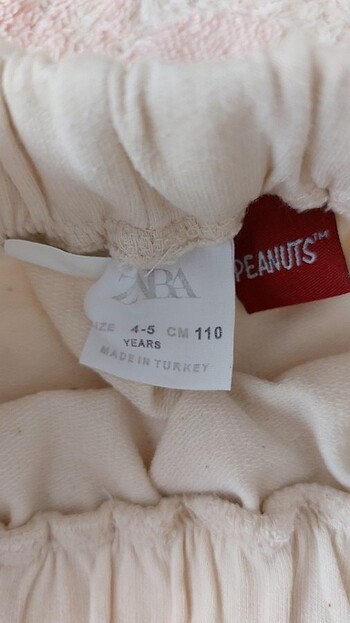 ZARA
SIZE 4-5 CM 110
YEARS
MADE IN TURKEY
PEANUTS™